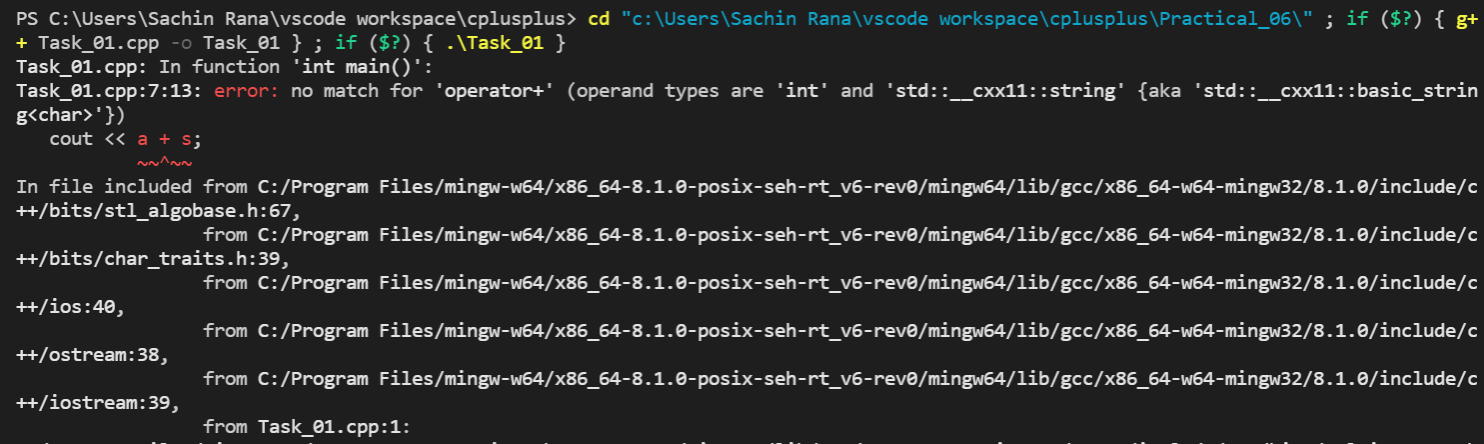 PS C:\Users\Sachin Rana\vscode workspace\cplusplus> cd "c:\Users\Sachin Rana\vscode workspace\cplusplus\Practical_06\" ; if ($?) { g+
+ Task_01.cpp -o Task_01 } ; if ($?) { .\Task_01 }
Task_01.cpp: In function 'int main()':
Task_01.cpp:7:13: error: no match for 'operator+' (operand types are 'int' and 'std::__cxx11::string' {aka 'std::__cxx11::basic_strin
g<char>'})
   cout << a + s;
           ~~^~~
In file included from C:/Program Files/mingw-w64/x86_64-8.1.0-posix-seh-rt_v6-rev0/mingw64/lib/gcc/x86_64-w64-mingw32/8.1.0/include/c
++/bits/stl_algobase.h:67,
                 from C:/Program Files/mingw-w64/x86_64-8.1.0-posix-seh-rt_v6-rev0/mingw64/lib/gcc/x86_64-w64-mingw32/8.1.0/include/c
++/bits/char_traits.h:39,
                 from C:/Program Files/mingw-w64/x86_64-8.1.0-posix-seh-rt_v6-rev0/mingw64/lib/gcc/x86_64-w64-mingw32/8.1.0/include/c
++/ios:40,
                 from C:/Program Files/mingw-w64/x86_64-8.1.0-posix-seh-rt_v6-rev0/mingw64/lib/gcc/x86_64-w64-mingw32/8.1.0/include/c
++/ostream:38,
                 from C:/Program Files/mingw-w64/x86_64-8.1.0-posix-seh-rt_v6-rev0/mingw64/lib/gcc/x86_64-w64-mingw32/8.1.0/include/c
++/iostream:39,
                 from Task_01.cpp:1: